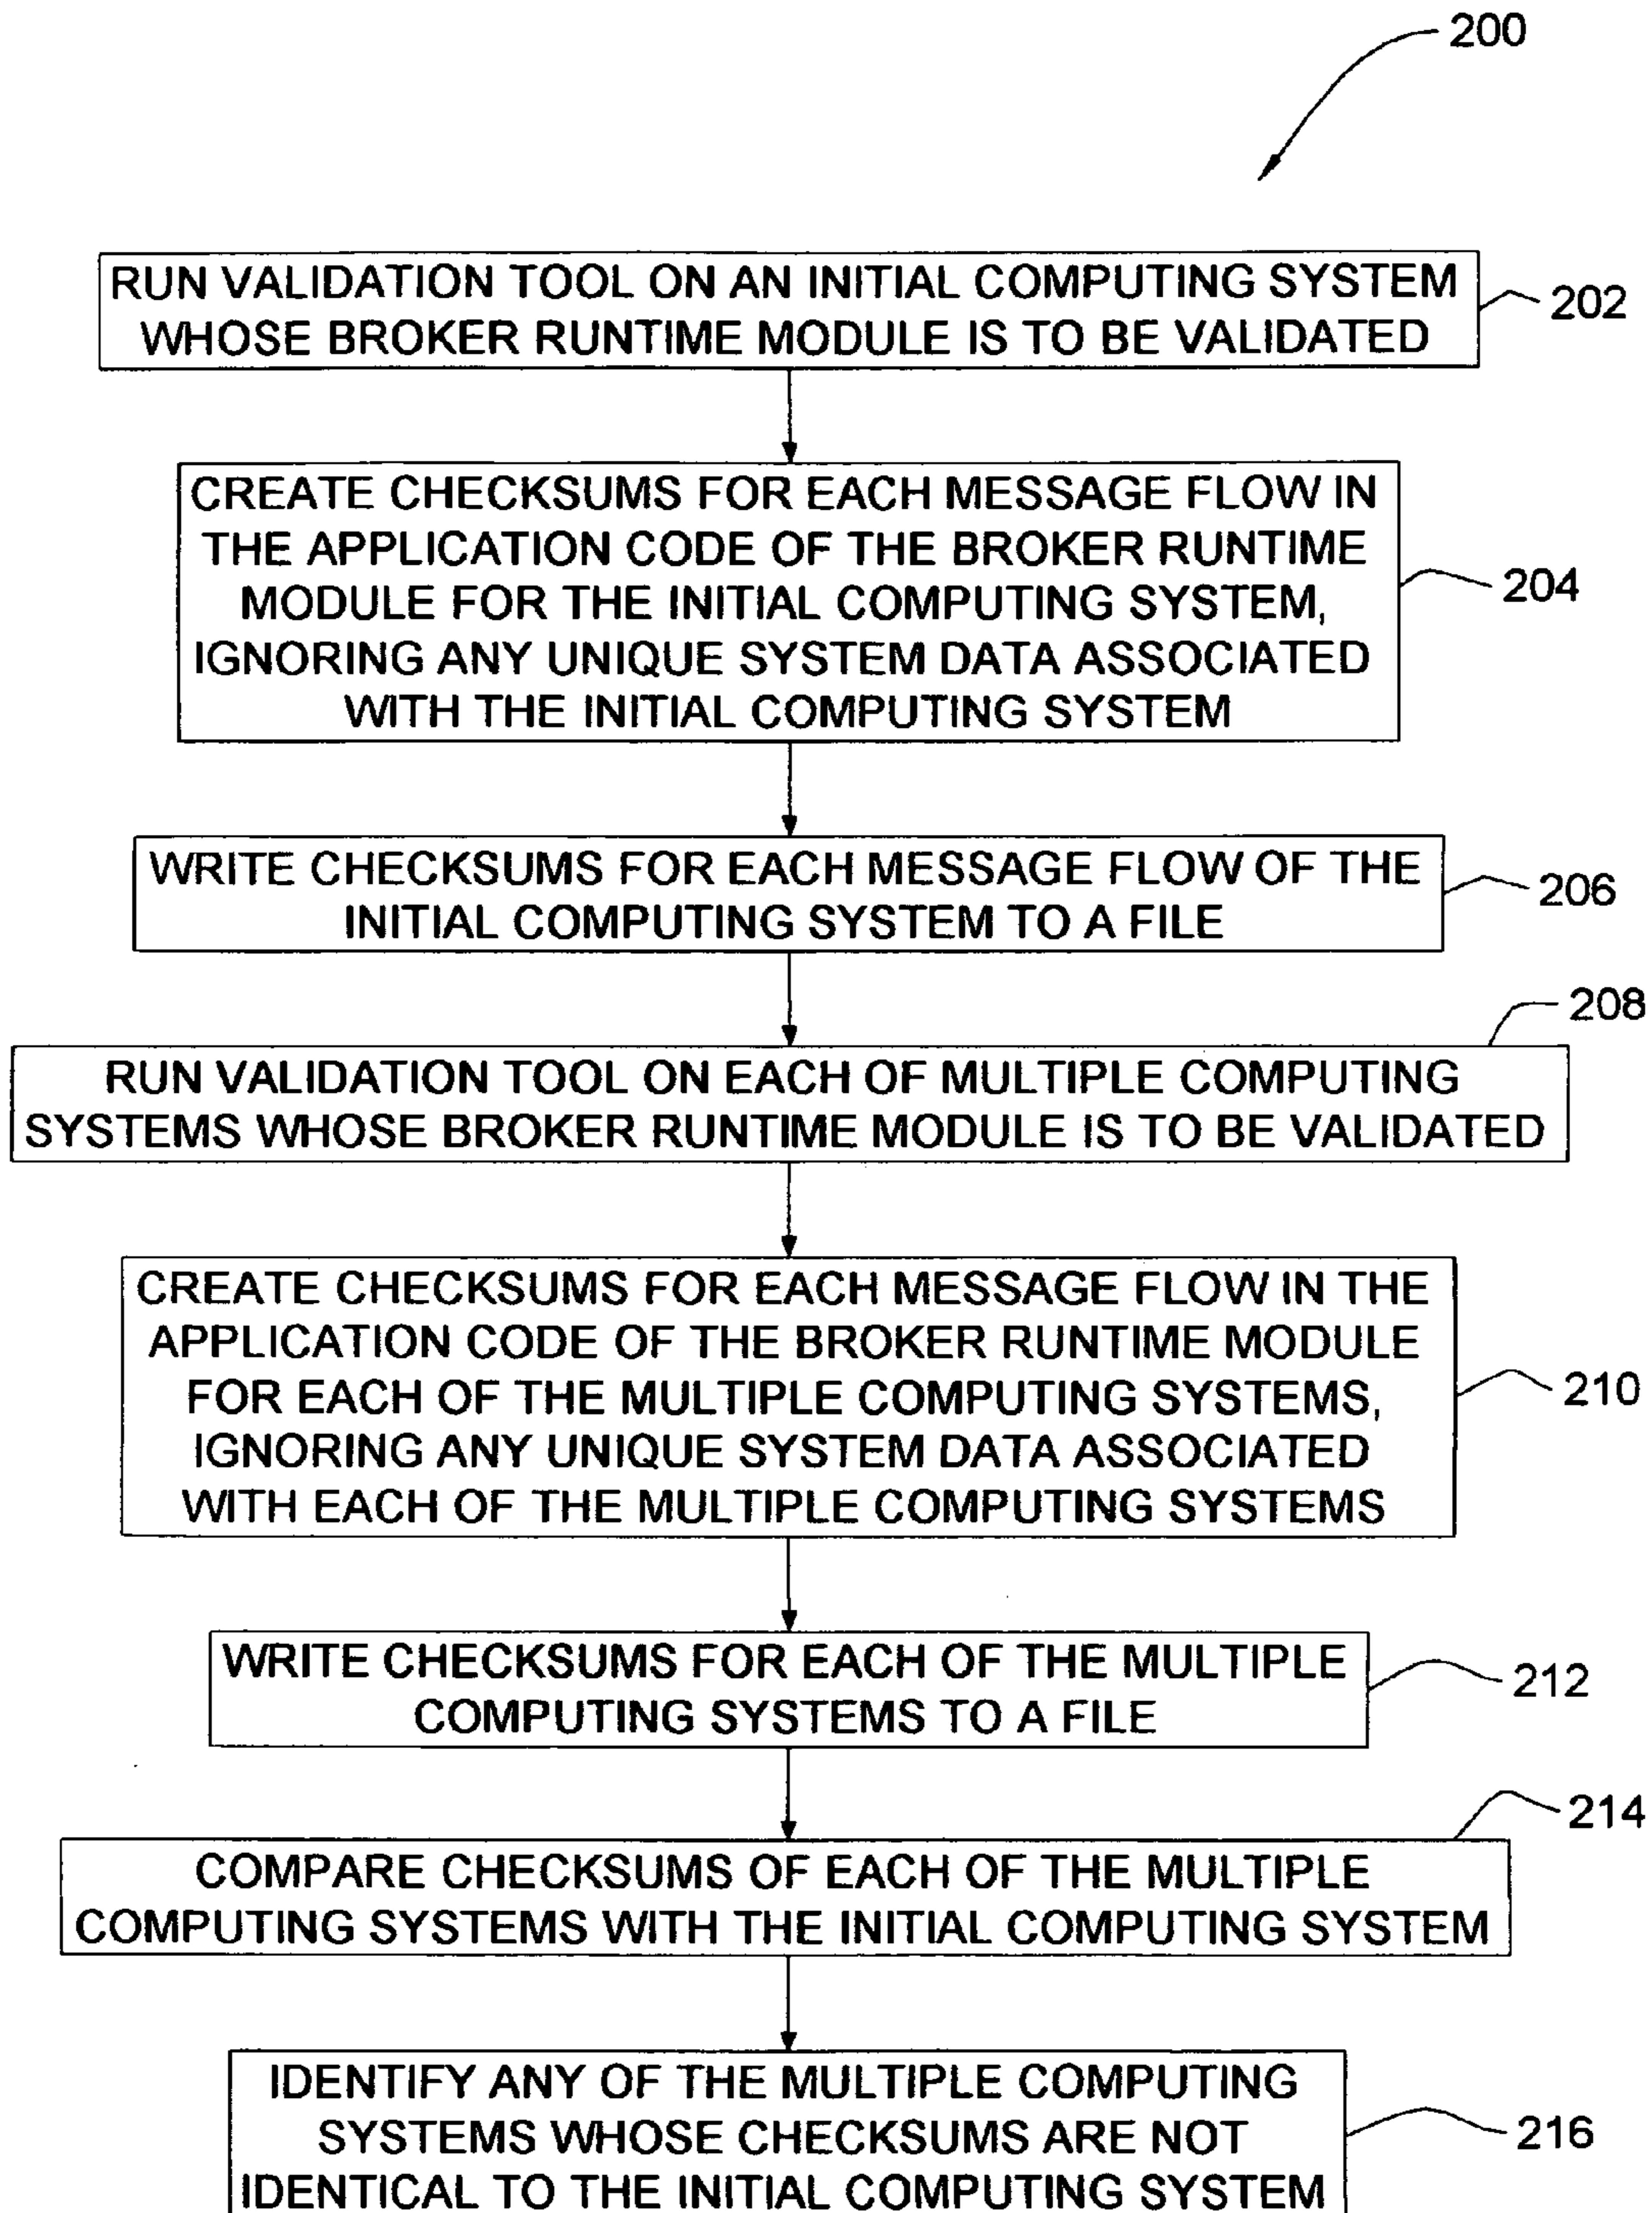 200
RUN VALIDATION TOOL ON AN INITIAL COMPUTING SYSTEM
WHOSE BROKER RUNTIME MODULE IS TO BE VALIDATED
202
CREATE CHECKSUMS FOR EACH MESSAGE FLOW IN
THE APPLICATION CODE OF THE BROKER RUNTIME
MODULE FOR THE INITIAL COMPUTING SYSTEM,
IGNORING ANY UNIQUE SYSTEM DATA ASSOCIATED
WITH THE INITIAL COMPUTING SYSTEM
204
WRITE CHECKSUMS FOR EACH MESSAGE FLOW OF THE
INITIAL COMPUTING SYSTEM TO A FILE
206
208
RUN VALIDATION TOOL ON EACH OF MULTIPLE COMPUTING
SYSTEMS WHOSE BROKER RUNTIME MODULE IS TO BE VALIDATED
CREATE CHECKSUMS FOR EACH MESSAGE FLOW IN THE
APPLICATION CODE OF THE BROKER RUNTIME MODULE
FOR EACH OF THE MULTIPLE COMPUTING SYSTEMS,
IGNORING ANY UNIQUE SYSTEM DATA ASSOCIATED
WITH EACH OF THE MULTIPLE COMPUTING SYSTEMS
210
WRITE CHECKSUMS FOR EACH OF THE MULTIPLE
COMPUTING SYSTEMS TO A FILE
212
214
COMPARE CHECKSUMS OF EACH OF THE MULTIPLE
COMPUTING SYSTEMS WITH THE INITIAL COMPUTING SYSTEM
IDENTIFY ANY OF THE MULTIPLE COMPUTING
SYSTEMS WHOSE CHECKSUMS ARE NOT
IDENTICAL TO THE INITIAL COMPUTING SYSTEM
216